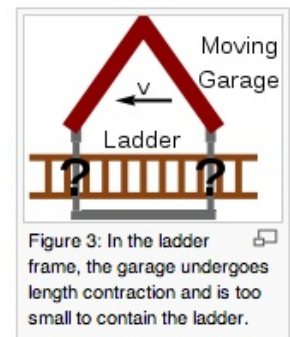 Moving
Garage
v
Ladder
? ?
Figure 3: In the ladder
frame, the garage undergoes
length contraction and is too
small to contain the ladder.